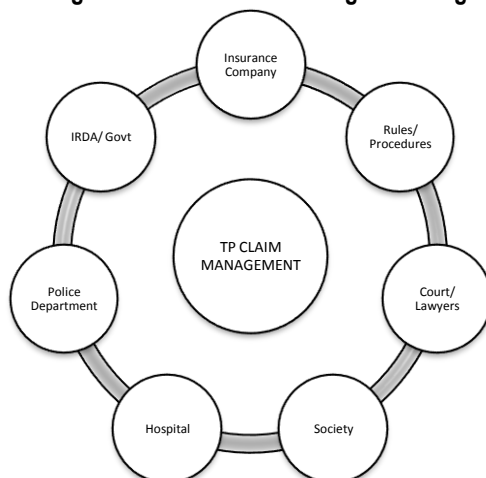 Insurance
Company
Rules/
Procedures
Court/
Lawyers
Society
Hospital
Police
Department
IRDA/ Govt
TP CLAIM
MANAGEMENT